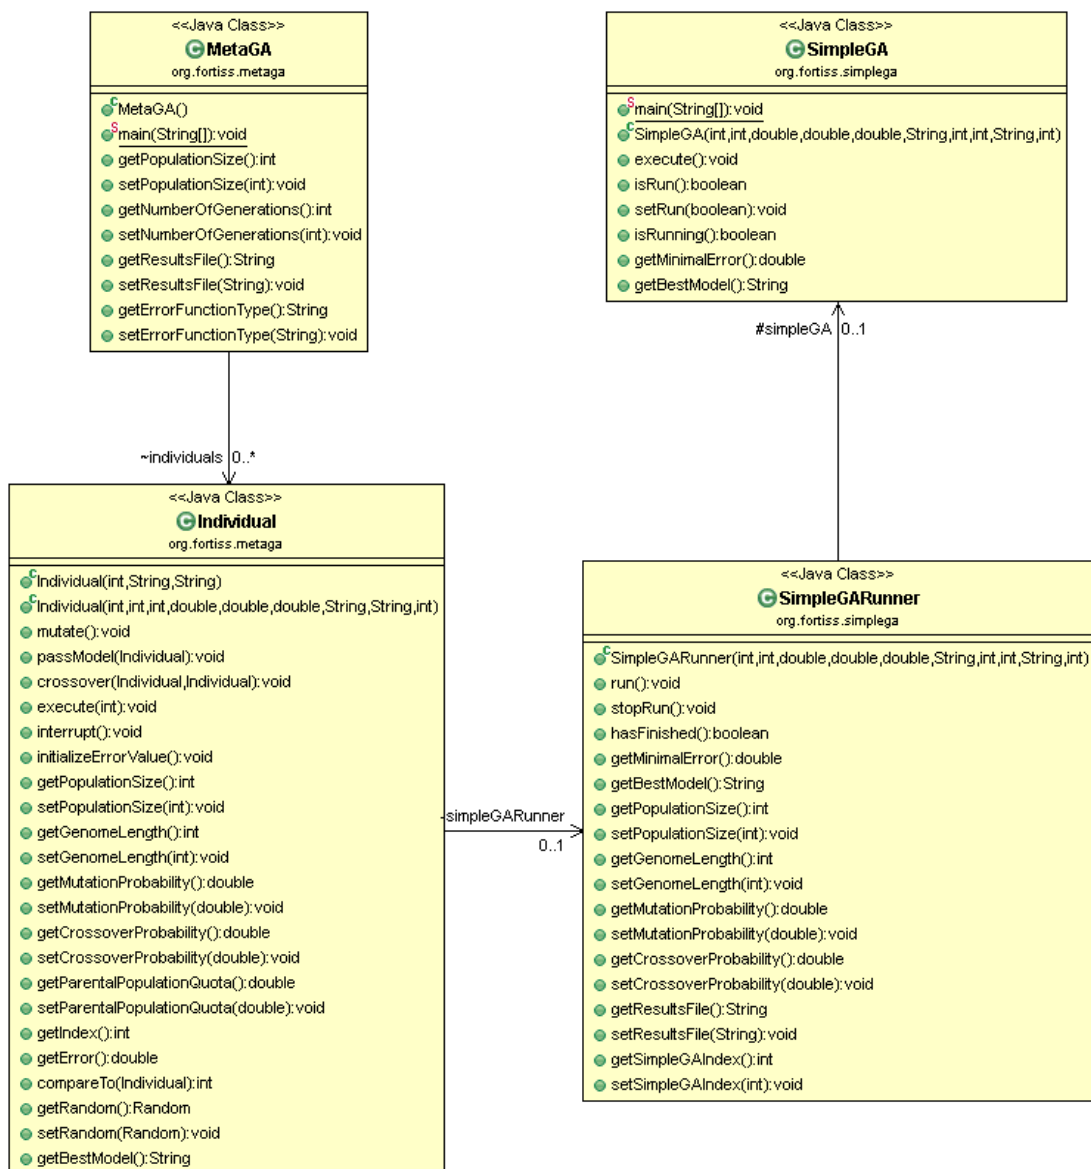 <<Java Class>>
MetaGA
org.fortiss.metaga
MetaGA()
main(String[]):void
getPopulationSize():int
setPopulationSize(int):void
getNumberOfGenerations():int
setNumberOfGenerations(int):void
getResultsFile():String
setResultsFile(String):void
getErrorFunctionType():String
setErrorFunctionType(String):void
<<Java Class>>
SimpleGA
org.fortiss.simplega
main(String[]):void
SimpleGA(int,int,double,double,double,String,int,int,String,int)
execute():void
isRun():boolean
setRun(boolean):void
isRunning():boolean
getMinimalError():double
getBestModel():String
#simpleGA 0..1
~individuals 0..*
<<Java Class>>
Individual
org.fortiss.metaga
Individual(int,String,String)
Individual(int,int,int,double,double,double,String,String,int)
mutate():void
passModel(Individual):void
crossover(Individual,Individual):void
execute(int):void
interrupt():void
initializeErrorValue():void
getPopulationSize():int
setPopulationSize(int):void
getGenomeLength():int
setGenomeLength(int):void
getMutationProbability():double
setMutationProbability(double):void
getCrossoverProbability():double
setCrossoverProbability(double):void
getParentalPopulationQuota():double
setParentalPopulationQuota(double):void
getIndex():int
getError():double
compareTo(Individual):int
getRandom():Random
setRandom(Random):void
getBestModel():String
-simpleGARunner
0..1
<<Java Class>>
SimpleGARunner
org.fortiss.simplega
SimpleGARunner(int,int,double,double,double,String,int,int,String,int)
run():void
stopRun():void
hasFinished():boolean
getMinimalError():double
getBestModel():String
getPopulationSize():int
setPopulationSize(int):void
getGenomeLength():int
setGenomeLength(int):void
getMutationProbability():double
setMutationProbability(double):void
getCrossoverProbability():double
setCrossoverProbability(double):void
getResultsFile():String
setResultsFile(String):void
getSimpleGAIndex():int
setSimpleGAIndex(int):void